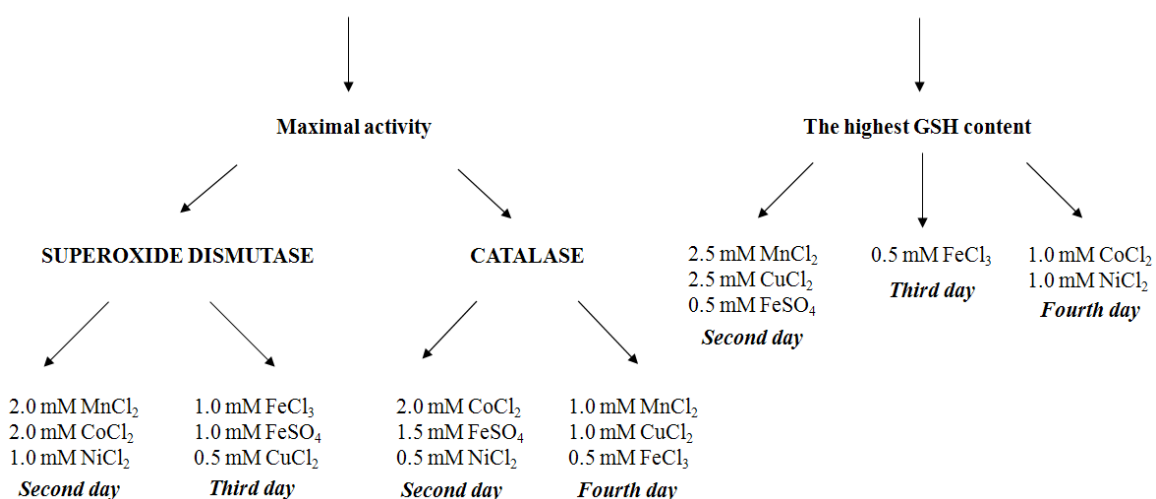 Maximal activity
The highest GSH content
SUPEROXIDE DISMUTASE
CATALASE
2.5 mM MnCl₂
2.5 mM CuCl₂
0.5 mM FeSO₄
Second day
0.5 mM FeCl₃
Third day
1.0 mM CoCl₂
1.0 mM NiCl₂
Fourth day
2.0 mM MnCl₂
2.0 mM CoCl₂
1.0 mM NiCl₂
Second day
1.0 mM FeCl₃
1.0 mM FeSO₄
0.5 mM CuCl₂
Third day
2.0 mM CoCl₂
1.5 mM FeSO₄
0.5 mM NiCl₂
Second day
1.0 mM MnCl₂
1.0 mM CuCl₂
0.5 mM FeCl₃
Fourth day